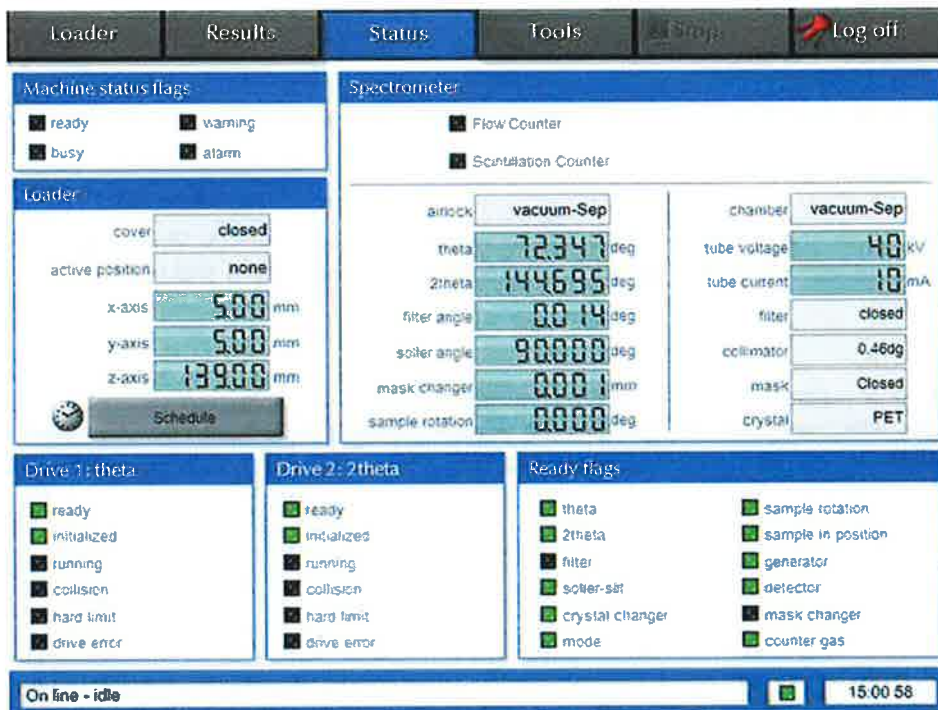 Loader Results Status Tools Stop Log off
Machine status flags
ready warning
busy alarm
Loader
cover closed
active position none
x-axis 5.00 mm
y-axis 5.00 mm
z-axis 139.00 mm
Schedule
Spectrometer
Flow Counter
Scintillation Counter
airlock vacuum-Sep chamber vacuum-Sep
theta 72.347 deg tube voltage 40 kV
2theta 144.695 deg tube current 10 mA
filter angle 0.014 deg filter closed
soller angle 90.000 deg collimator 0.46dg
mask changer 0.001 mm mask Closed
sample rotation 0.000 deg crystal PET
Drive 1: theta
ready
initialized
running
collision
hard limit
drive error
Drive 2: 2theta
ready
initialized
running
collision
hard limit
drive error
Ready flags
theta sample rotation
2theta sample in position
filter generator
soller-slit detector
crystal changer mask changer
mode counter gas
On line - idle 15:00 58